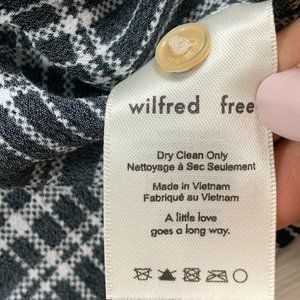 wilfred free
Dry Clean Only
Nettoyage à Sec Seulement
Made in Vietnam
Fabriqué au Vietnam
A little love
goes a long way.